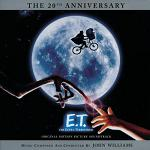 THE 20TH ANNIVERSARY
E.T.
THE EXTRA-TERRESTRIAL
ORIGINAL MOTION PICTURE SOUNDTRACK
MUSIC COMPOSED AND CONDUCTED BY JOHN WILLIAMS